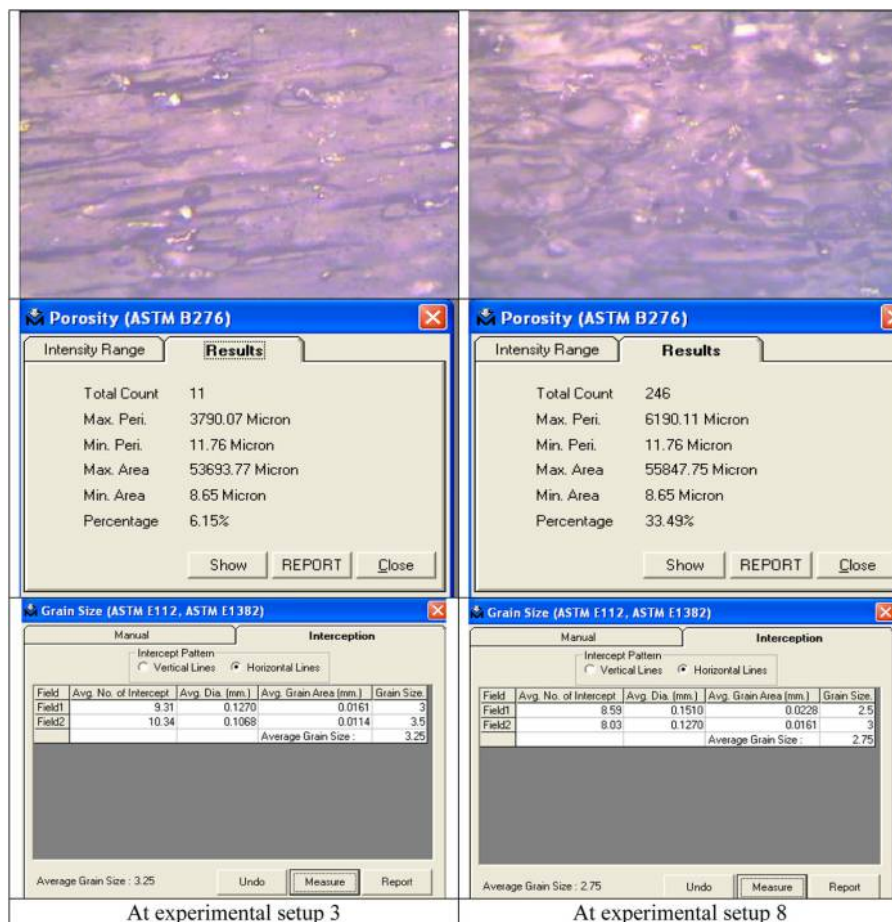 Porosity (ASTM B276)
Intensity Range Results
Total Count 11
Max. Peri. 3790.07 Micron
Min. Peri. 11.76 Micron
Max. Area 53693.77 Micron
Min. Area 8.65 Micron
Percentage 6.15%
Show REPORT Close
Porosity (ASTM B276)
Intensity Range Results
Total Count 246
Max. Peri. 6190.11 Micron
Min. Peri. 11.76 Micron
Max. Area 55847.75 Micron
Min. Area 8.65 Micron
Percentage 33.49%
Show REPORT Close
Grain Size (ASTM E112, ASTM E1382)
Manual Interception
Intercept Pattern
Vertical Lines Horizontal Lines
Field Avg. No. of Intercept Avg. Dia. (mm.) Avg. Grain Area (mm.) Grain Size.
Field1 9.31 0.1270 0.0161 3
Field2 10.34 0.1068 0.0114 3.5
Average Grain Size : 3.25
Average Grain Size : 3.25 Undo Measure Report
At experimental setup 3
Grain Size (ASTM E112, ASTM E1382)
Manual Interception
Intercept Pattern
Vertical Lines Horizontal Lines
Field Avg. No. of Intercept Avg. Dia. (mm.) Avg. Grain Area (mm.) Grain Size.
Field1 8.59 0.1510 0.0228 2.5
Field2 8.03 0.1270 0.0161 3
Average Grain Size : 2.75
Average Grain Size : 2.75 Undo Measure Report
At experimental setup 8